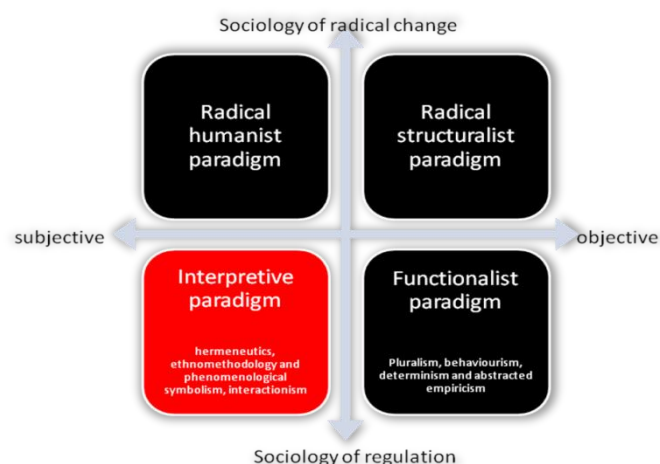 Sociology of radical change
Radical
humanist
paradigm
Radical
structuralist
paradigm
subjective
objective
Interpretive
paradigm
hermeneutics,
ethnomethodology and
phenomenological
symbolism, interactionism
Functionalist
paradigm
Pluralism, behaviourism,
determinism and abstracted
empiricism
Sociology of regulation